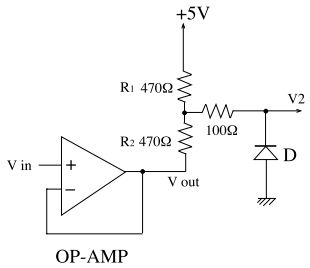 +5V
R1 470Ω
V2
100Ω
R2 470Ω
D
V in
+
−
V out
OP-AMP